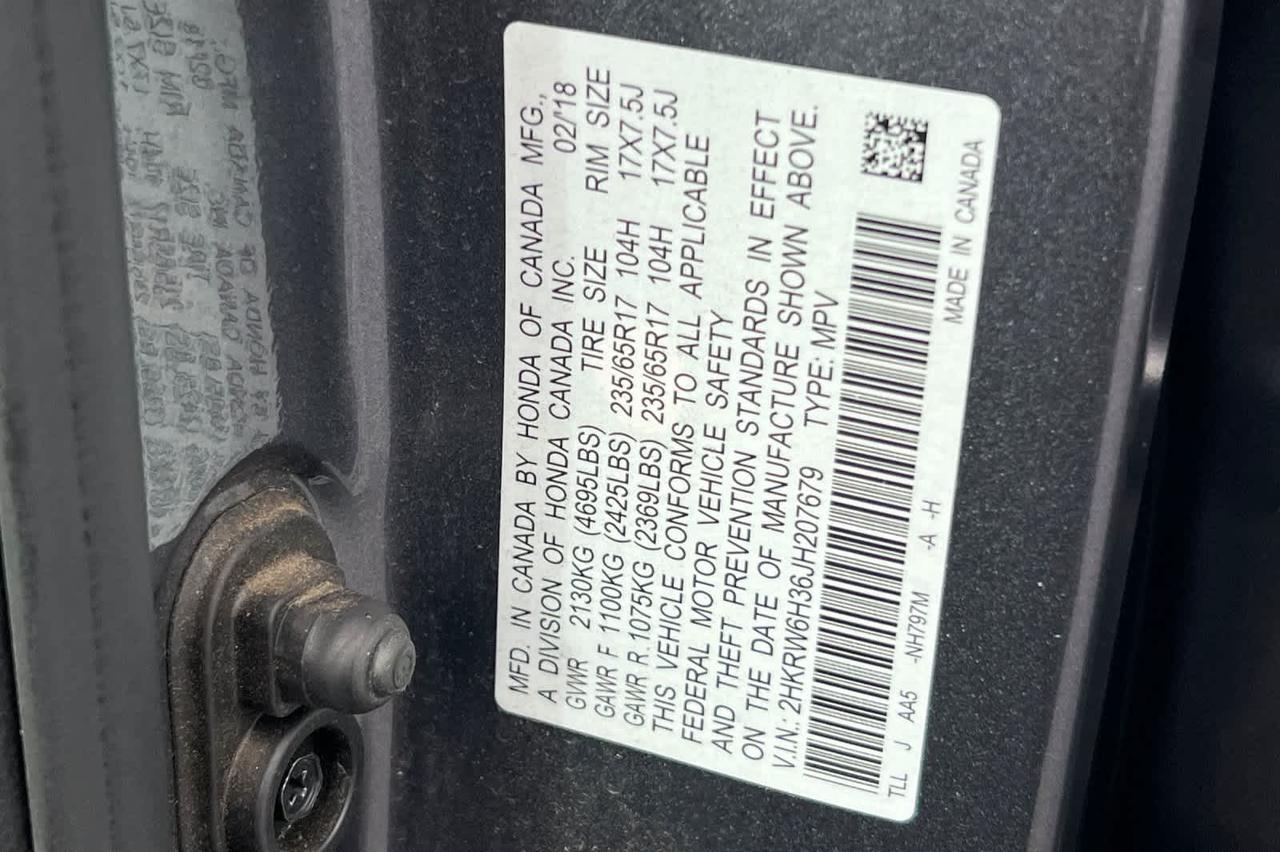 MFD. IN CANADA BY HONDA OF CANADA MFG.,
A DIVISION OF HONDA CANADA INC. 02/'18
GVWR 2130KG (4695LBS) TIRE SIZE RIM SIZE
GAWR F 1100KG (2425LBS) 235/65R17 104H 17X7.5J
GAWR R 1075KG (2369LBS) 235/65R17 104H 17X7.5J
THIS VEHICLE CONFORMS TO ALL APPLICABLE
FEDERAL MOTOR VEHICLE SAFETY
AND THEFT PREVENTION STANDARDS IN EFFECT
ON THE DATE OF MANUFACTURE SHOWN ABOVE.
V.I.N.: 2HKRW6H36JH207679 TYPE: MPV
TLL J AA5 -NH797M -A -H MADE IN CANADA